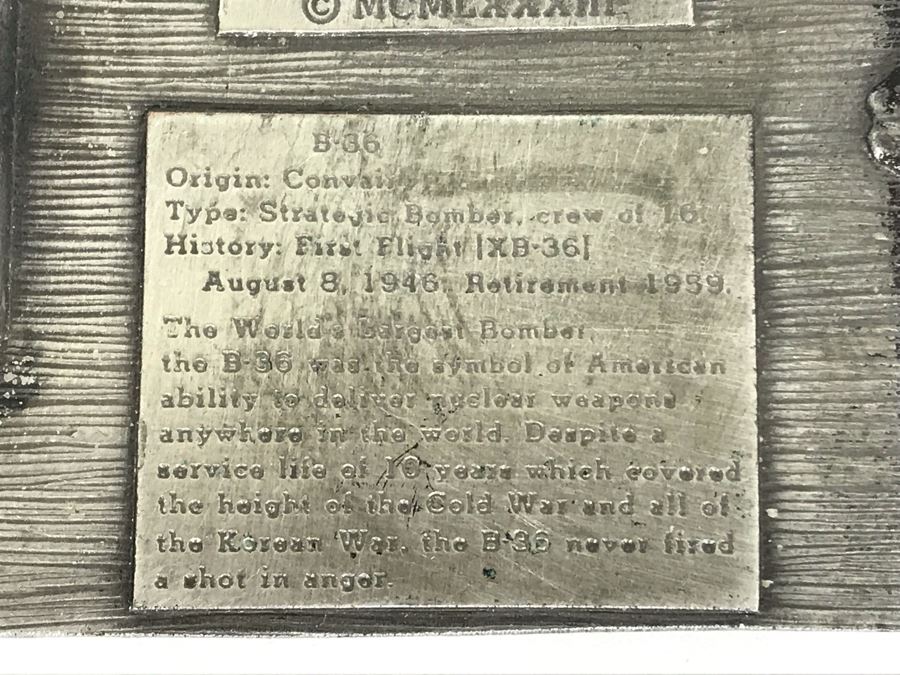 © MCMLXXXIII
B-36
Origin: Convair
Type: Strategic Bomber, crew of 16.
History: First Flight [XB-36]
August 8, 1946. Retirement 1959.
The World's Largest Bomber,
the B-36 was the symbol of American
ability to deliver nuclear weapons
anywhere in the world. Despite a
service life of 10 years which covered
the height of the Cold War and all of
the Korean War, the B-36 never fired
a shot in anger.